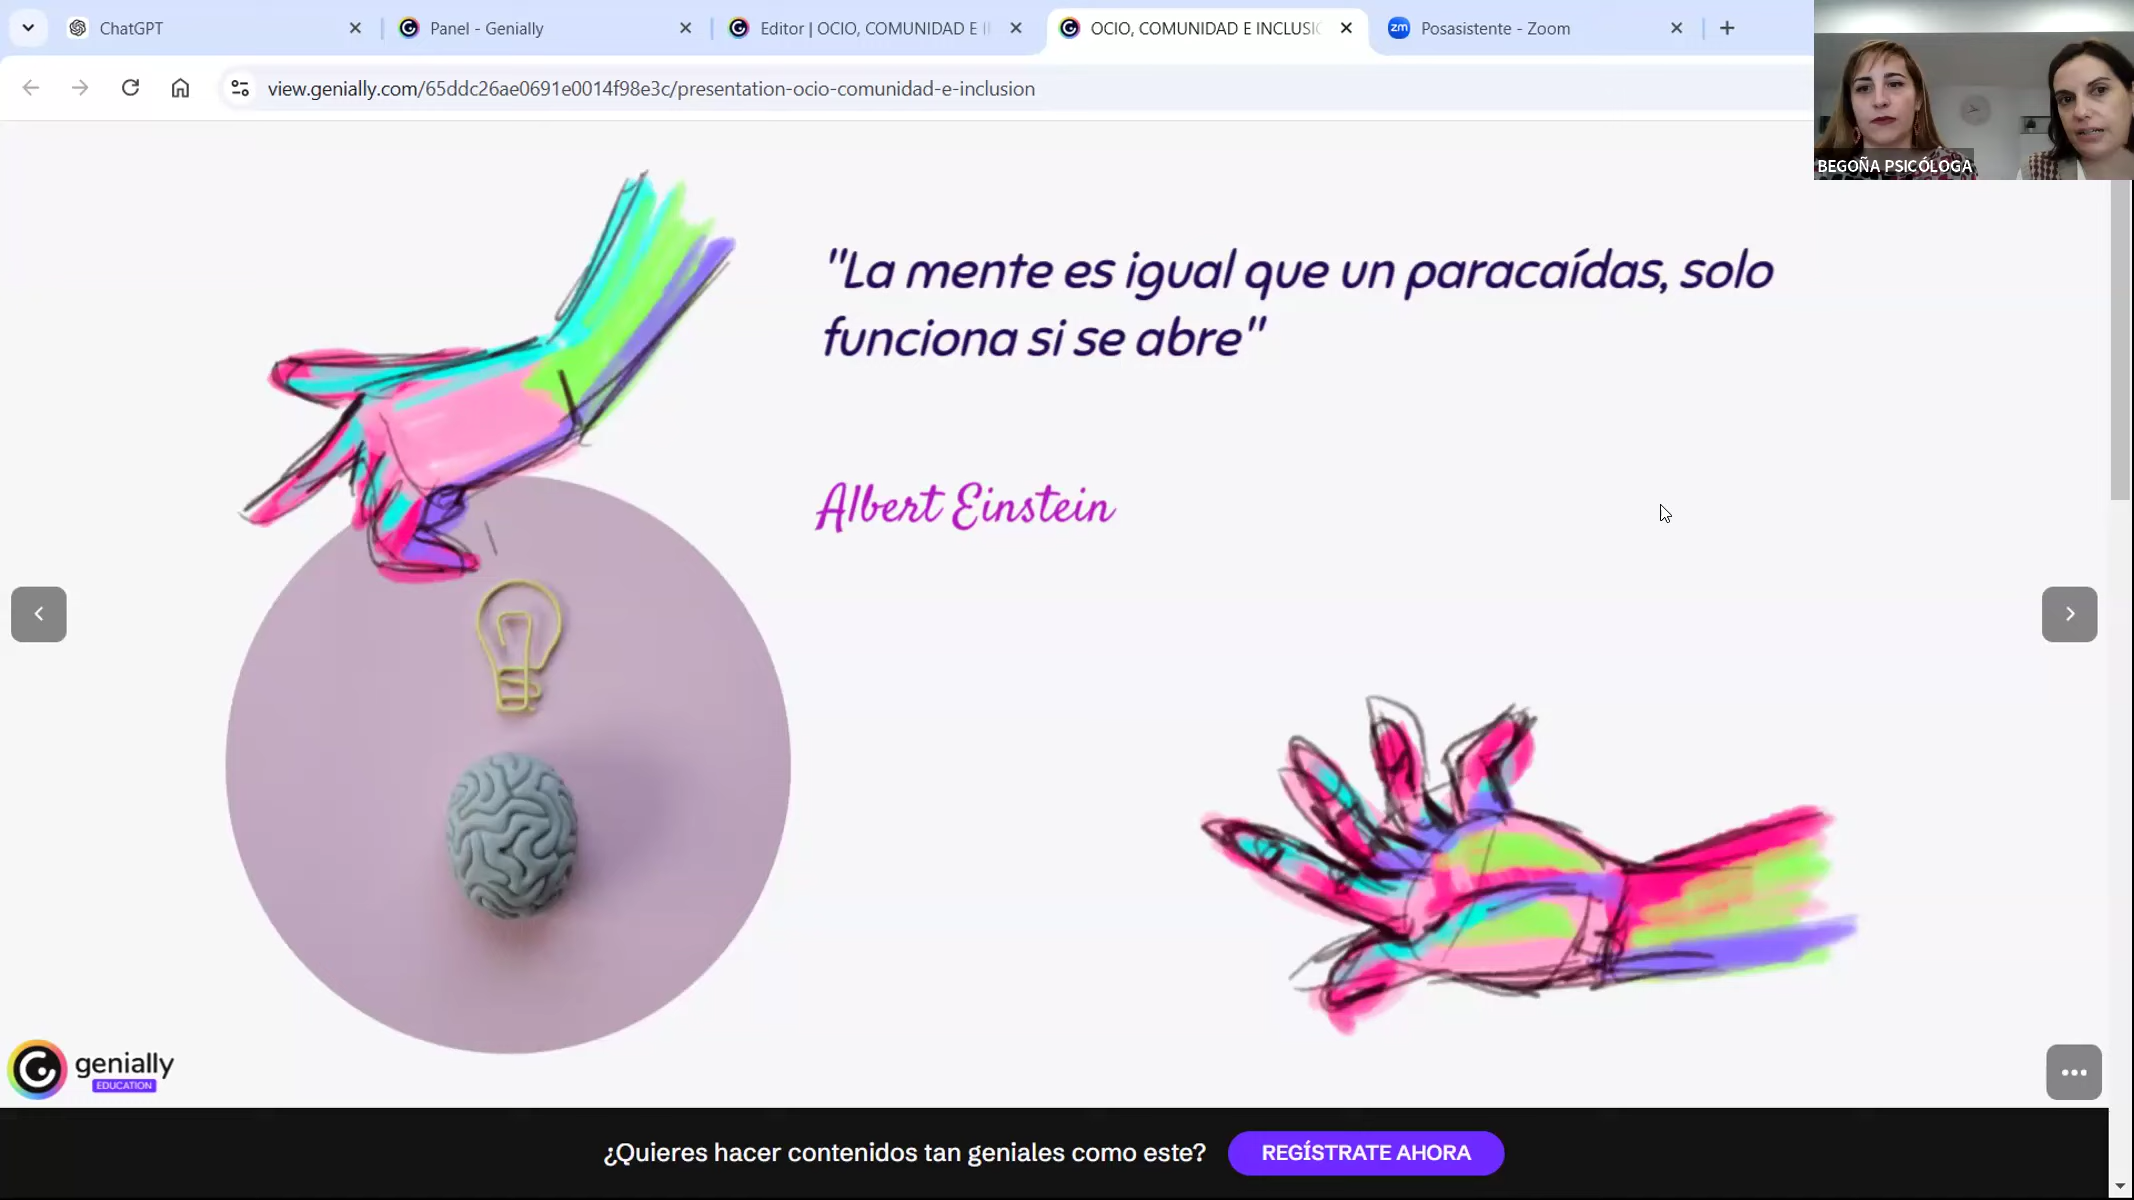 ChatGPT
Panel - Genially
Editor | OCIO, COMUNIDAD E I
OCIO, COMUNIDAD E INCLUSI
Posasistente - Zoom
view.genially.com/65ddc26ae0691e0014f98e3c/presentation-ocio-comunidad-e-inclusion
BEGOÑA PSICÓLOGA
"La mente es igual que un paracaídas, solo
funciona si se abre"
Albert Einstein
genially
EDUCATION
¿Quieres hacer contenidos tan geniales como este?
REGÍSTRATE AHORA